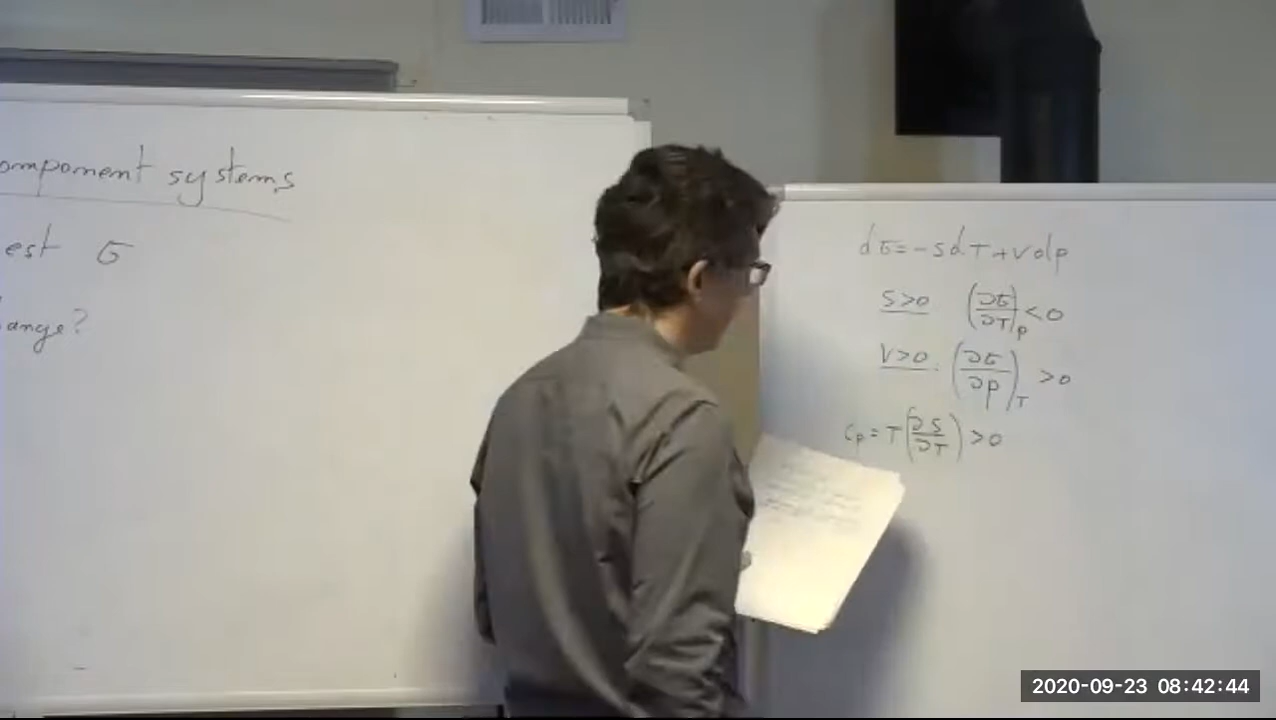 omponent systems
est G
ange?
dG = -SdT + Vdp
S>0 (∂G/∂T)p < 0
V>0: (∂G/∂p)T > 0
Cp = T(∂S/∂T) > 0
2020-09-23 08:42:44